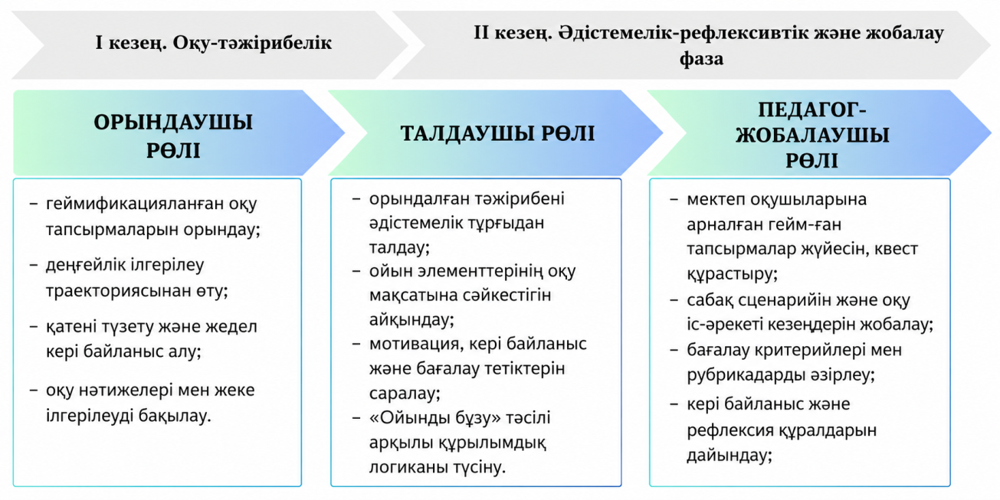 I кезең. Оқу-тәжірибелік
II кезең. Әдістемелік-рефлексивтік және жобалау
фаза
ОРЫНДАУШЫ
РӨЛІ
– геймификацияланған оқу
тапсырмаларын орындау;
– деңгейлік ілгерілеу
траекториясынан өту;
– қатені түзету және жедел
кері байланыс алу;
– оқу нәтижелері мен жеке
ілгерілеуді бақылау.
ТАЛДАУШЫ РӨЛІ
– орындалған тәжірибені
әдістемелік тұрғыдан
талдау;
– ойын элементтерінің оқу
мақсатына сәйкестігін
айқындау;
– мотивация, кері байланыс
және бағалау тетіктерін
саралау;
– «Ойынды бұзу» тәсілі
арқылы құрылымдық
логиканы түсіну.
ПЕДАГОГ-
ЖОБАЛАУШЫ
РӨЛІ
– мектеп оқушыларына
арналған гейм-ған
тапсырмалар жүйесін, квест
құрастыру;
– сабақ сценарийін және оқу
іс-әрекеті кезеңдерін жобалау;
– бағалау критерийлері мен
рубрикадарды әзірлеу;
– кері байланыс және
рефлексия құралдарын
дайындау;